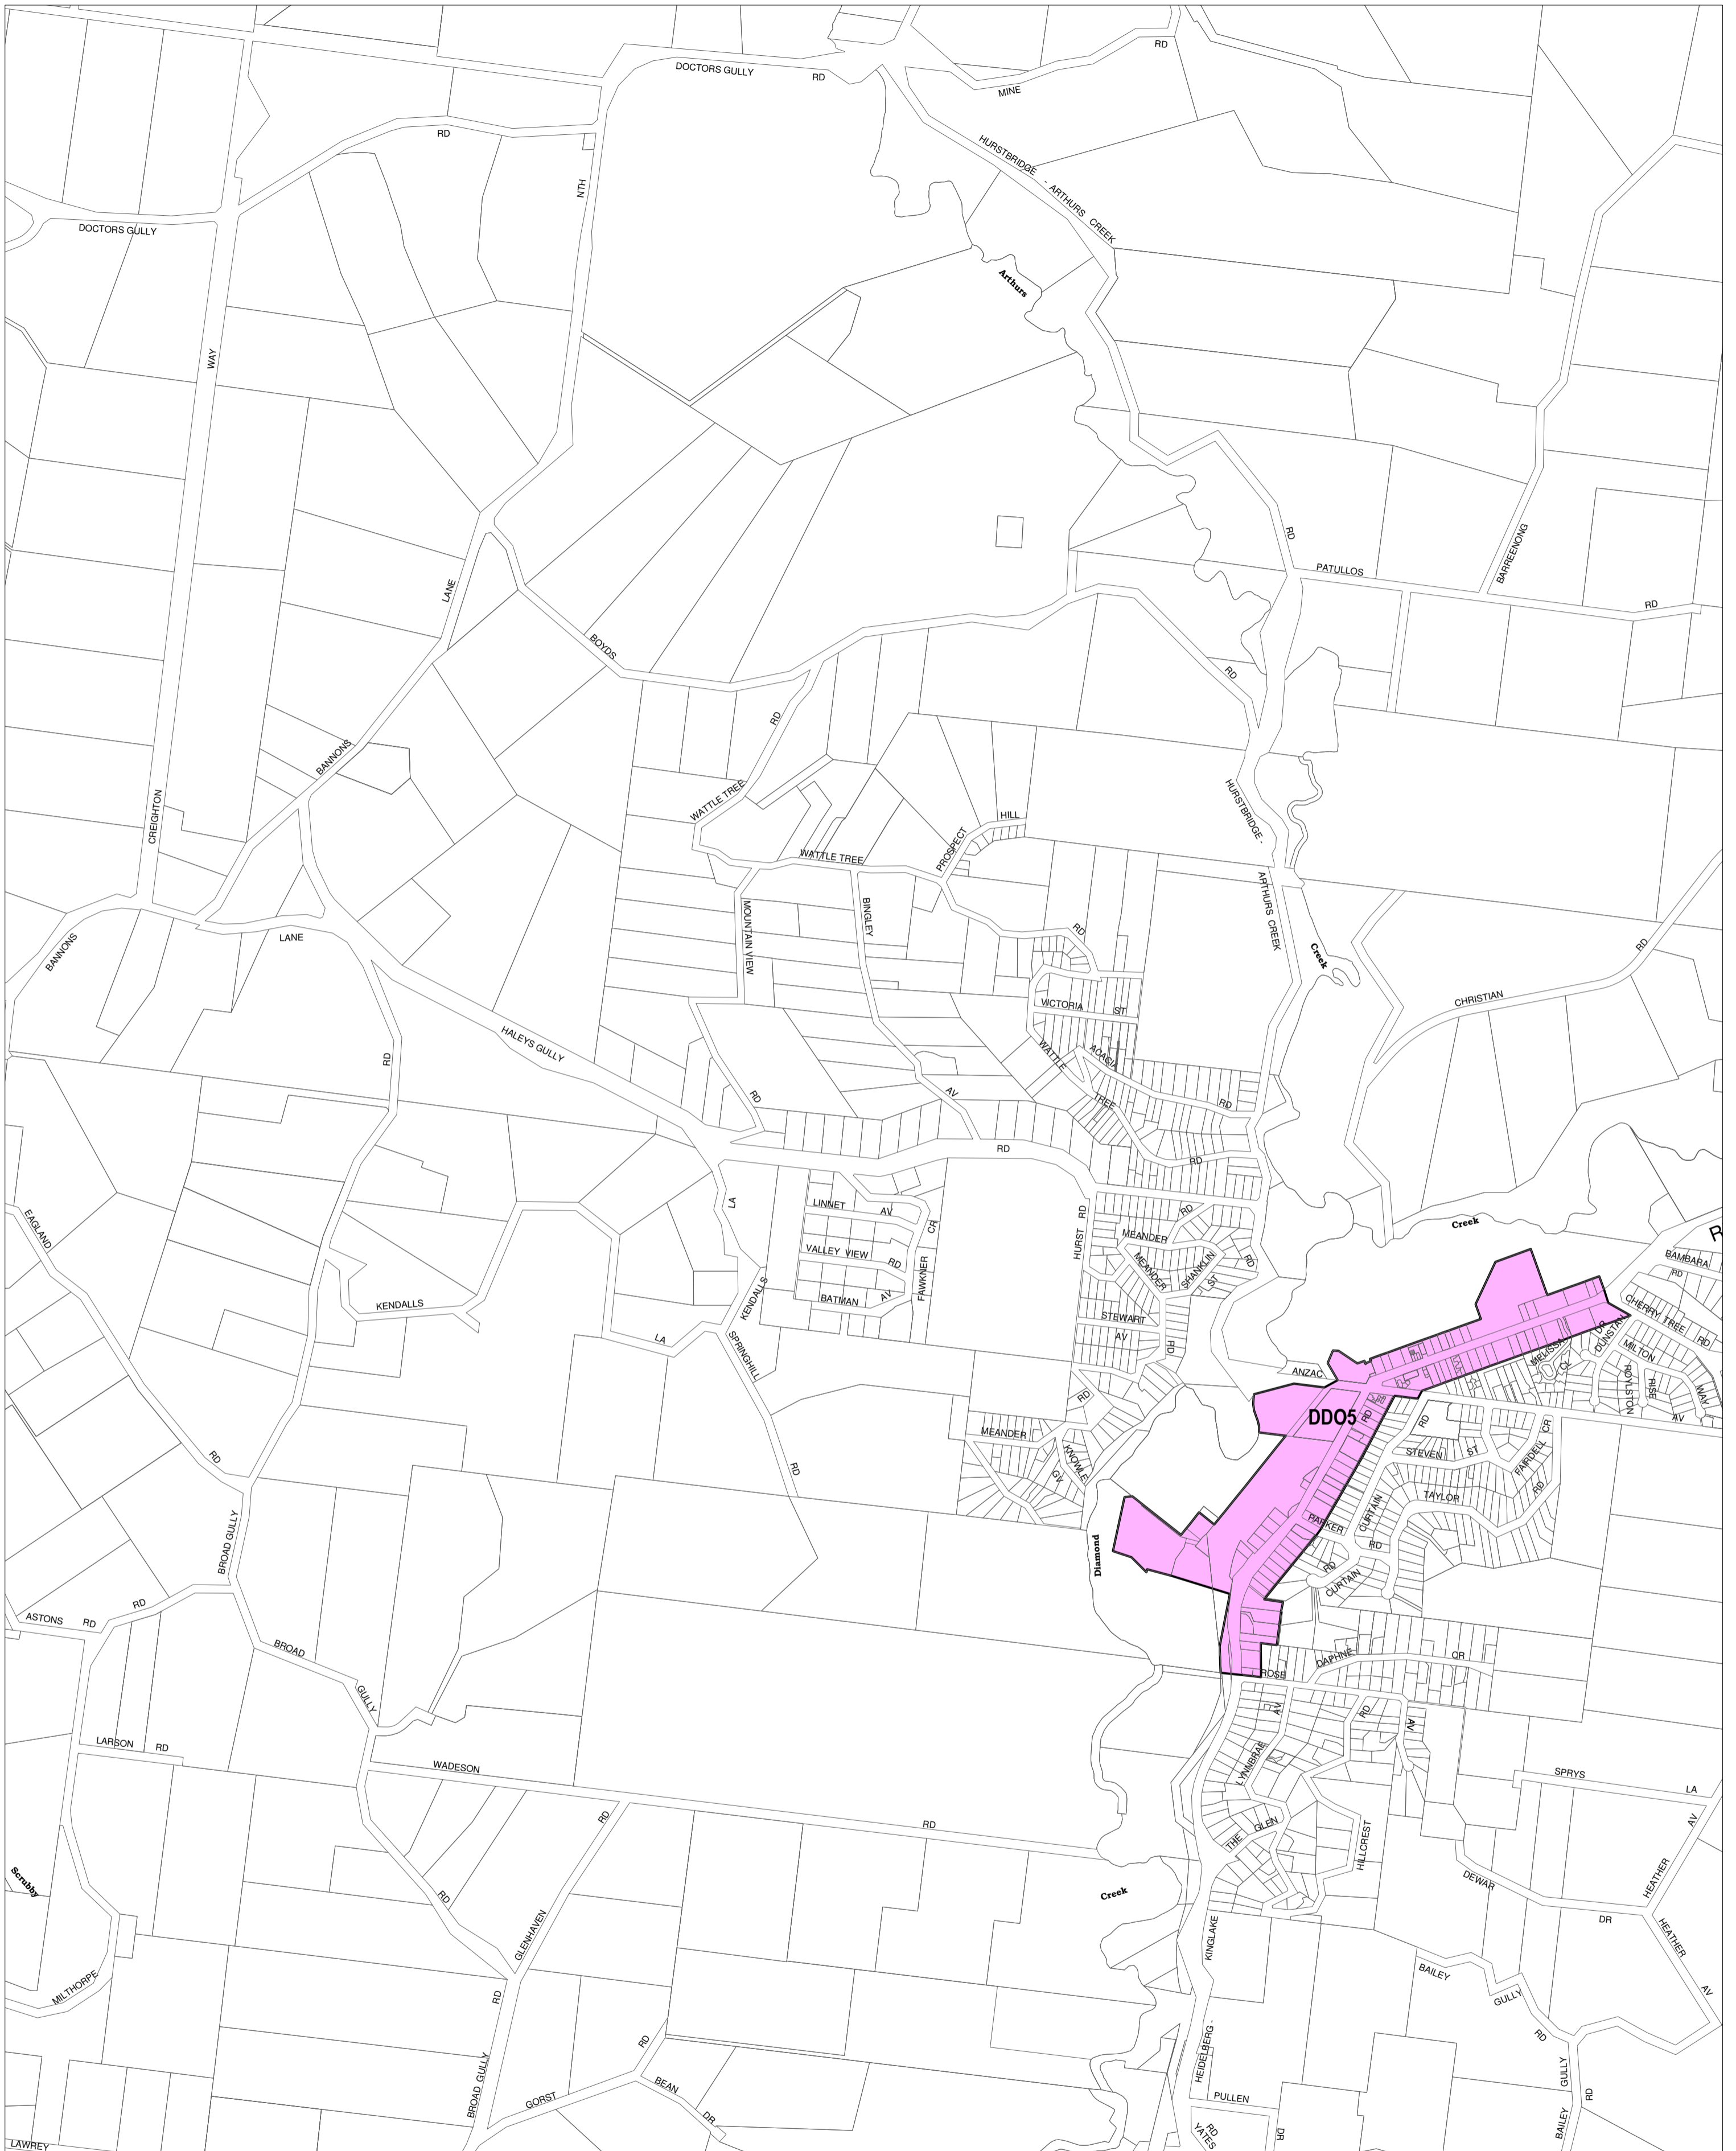 RD
DOCTORS GULLY
RD
MINE
RD
HURSTBRIDGE
- ARTHURS CREEK
NTH
DOCTORS GULLY
Arthurs
WAY
RD
PATULLOS
BARREENONG
LANE
RD
BOYDS
RD
RD
BANNONS
WATTLE TREE
CREIGHTON
HURSTBRIDGE -
HILL
PROSPECT
WATTLE TREE
MOUNTAIN VIEW
BINGLEY
ARTHURS CREEK
RD
LANE
BANNONS
Creek
RD
CHRISTIAN
VICTORIA
ST
HALEYS GULLY
RD
WATTLE
ACACIA
AV
RD
TREE
RD
RD
RD
LA
LINNET
AV
CR
HURST
RD
RD
MEANDER
Creek
EAGLAND
VALLEY VIEW
RD
MEANDER
SHANKLIN
ST
RD
R
BAMBARA
RD
FAWKNER
BATMAN
AV
KENDALLS
KENDALLS
CHERRY TREE
RD
STEWART
AV
RD
LA
SPRINGHILL
DR
DUNSTAN
MELISSA
CL
MILTON
ANZAC
ROYLSTON
RISE
WAY
RD
DDO5
RD
RD
AV
MEANDER
KNOWLE
GV
CR
STEVEN
ST
FAIRDELL
RD
RD
RD
TAYLOR
CURTAIN
BROAD GULLY
PARKER
RD
Diamond
RD
CURTAIN
ASTONS
RD
RD
BROAD
DAPHNE
CR
ROSE
GULLY
AV
RD
AV
LARSON
RD
LYNNBRAE
WADESON
SPRYS
LA
RD
RD
THE
GLEN
HILLCREST
AV
Scrubby
Creek
DEWAR
HEATHER
RD
DR
GLENHAVEN
KINGLAKE
HEATHER
MILTHORPE
BAILEY
GULLY
AV
RD
RD
RD
HEIDELBERG -
GULLY
BROAD GULLY
BEAN
GORST
PULLEN
RD
DR
RD
YATES
DR
BAILEY
LAWREY